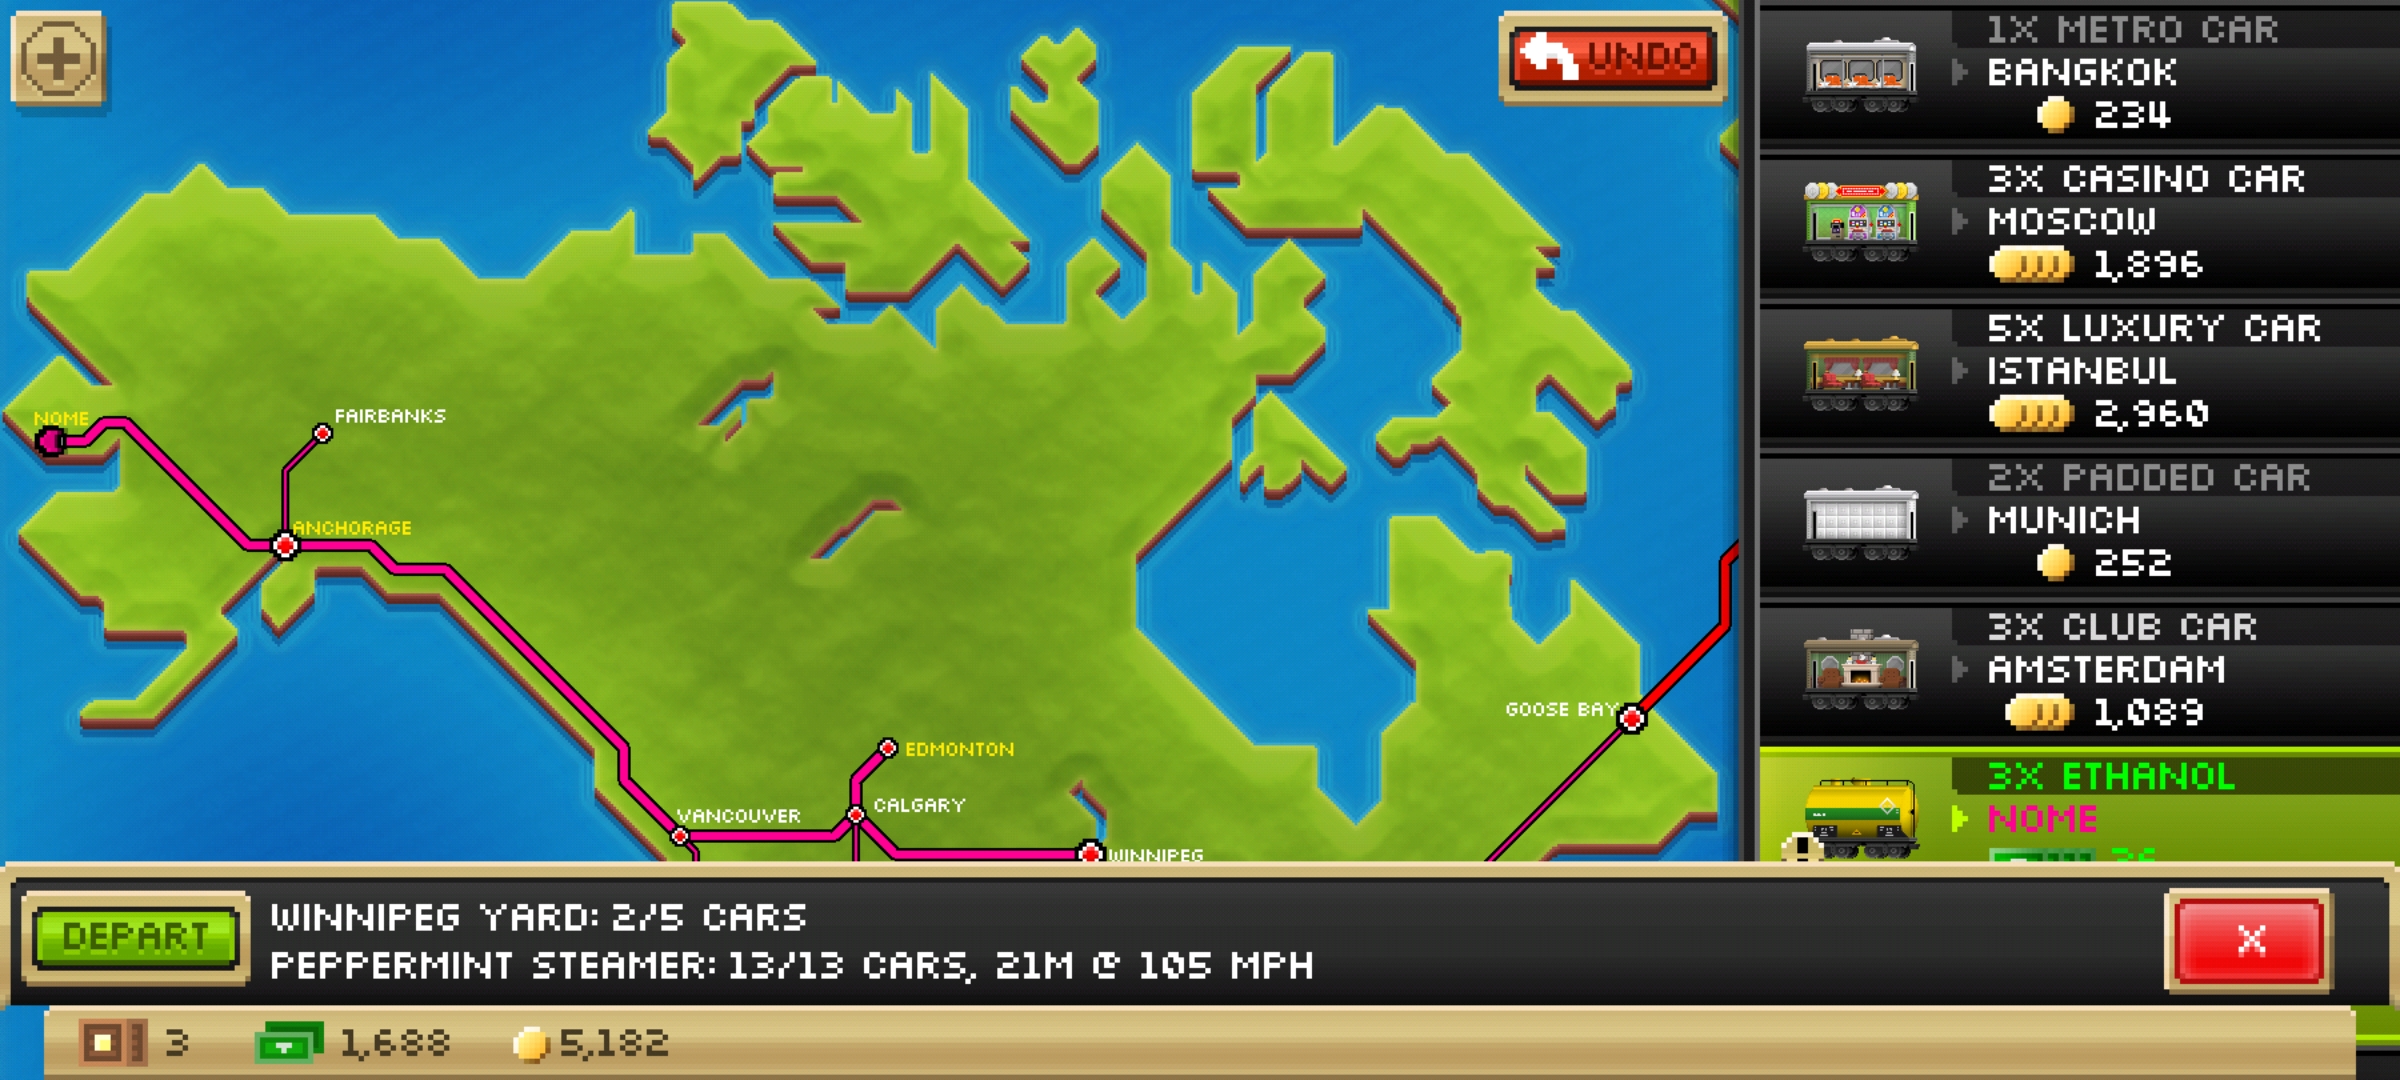 UNDO
NOME
FAIRBANKS
ANCHORAGE
EDMONTON
CALGARY
VANCOUVER
WINNIPEG
GOOSE BAY
1X METRO CAR
BANGKOK
234
3X CASINO CAR
MOSCOW
1,896
5X LUXURY CAR
ISTANBUL
2,960
2X PADDED CAR
MUNICH
252
3X CLUB CAR
AMSTERDAM
1,089
3X ETHANOL
NOME
DEPART
WINNIPEG YARD: 2/5 CARS
PEPPERMINT STEAMER: 13/13 CARS, 21M @ 105 MPH
X
3
1,688
5,182